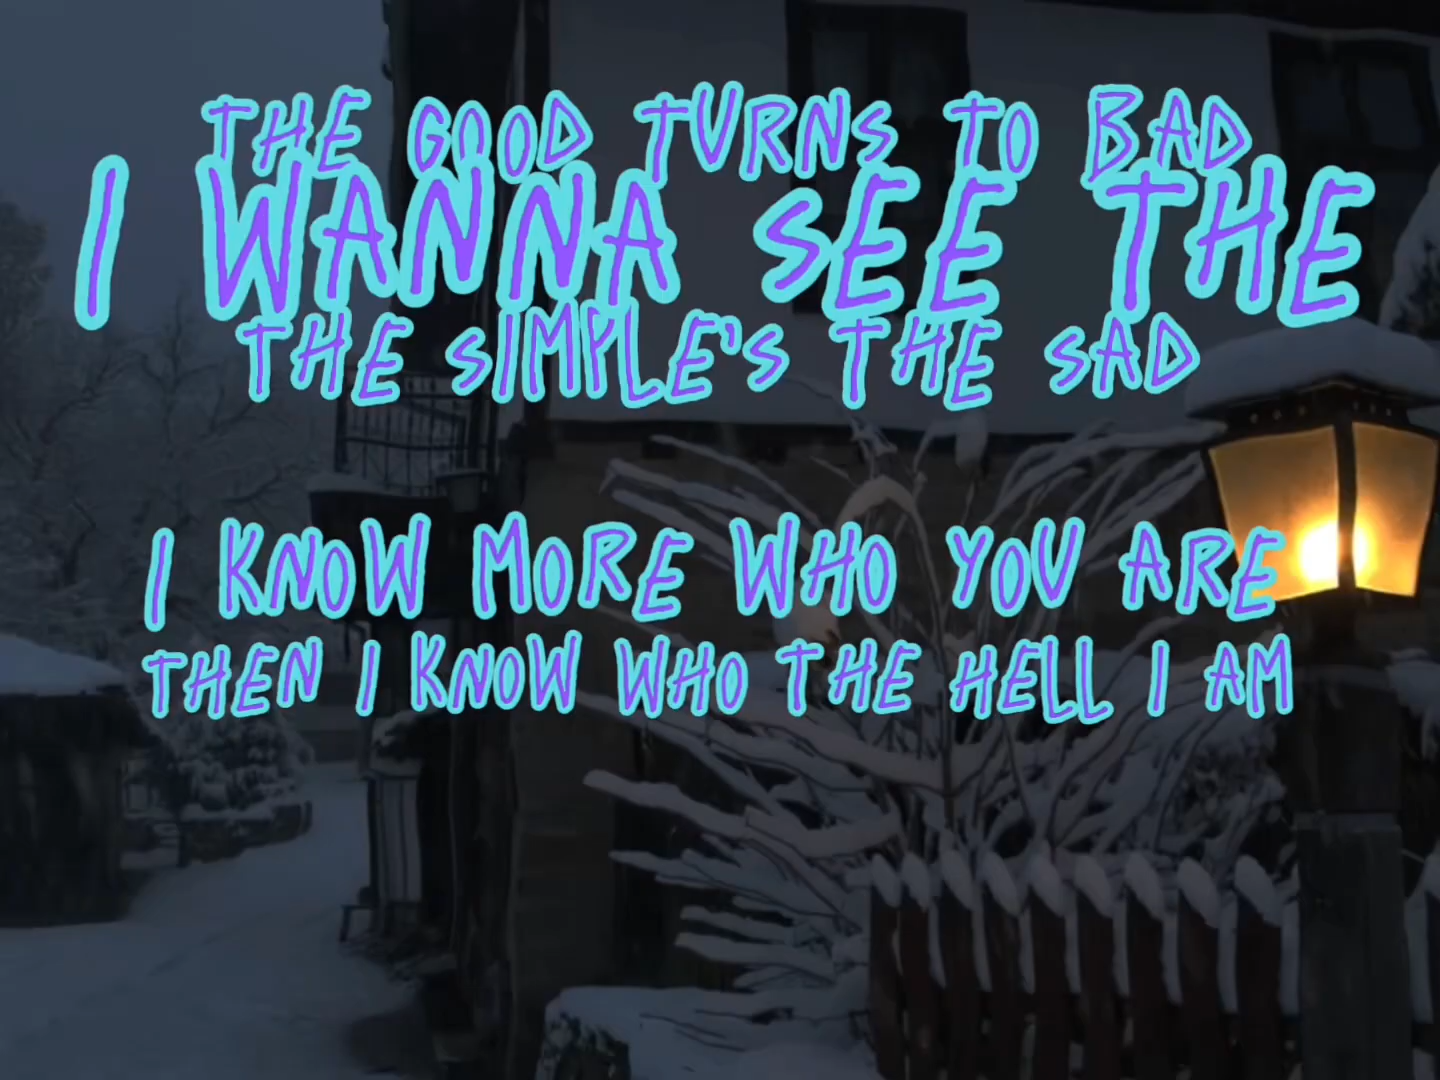 THE GOOD TURNS TO BAD
I WANNA SEE THE
THE SIMPLE'S THE SAD
I KNOW MORE WHO YOU ARE
THEN I KNOW WHO THE HELL I AM